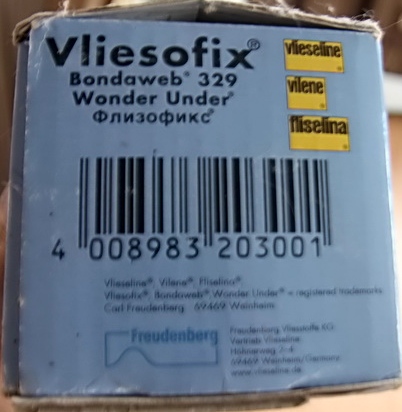 Vliesofix®
Bondaweb® 329
Wonder Under®
Флизофикс®
vlieseline®
vilene®
fliselina®
4 008983 203001
Vlieseline®, Vilene®, Fliselina®,
Vliesofix®, Bondaweb® Wonder Under® = registered trademarks
Carl Freudenberg 69469 Weinheim
Freudenberg
Freudenberg Vliesstoffe KG
Vertrieb Vlieseline
Höhnerweg 2-4
69469 Weinheim/Germany
www.vlieseline.de